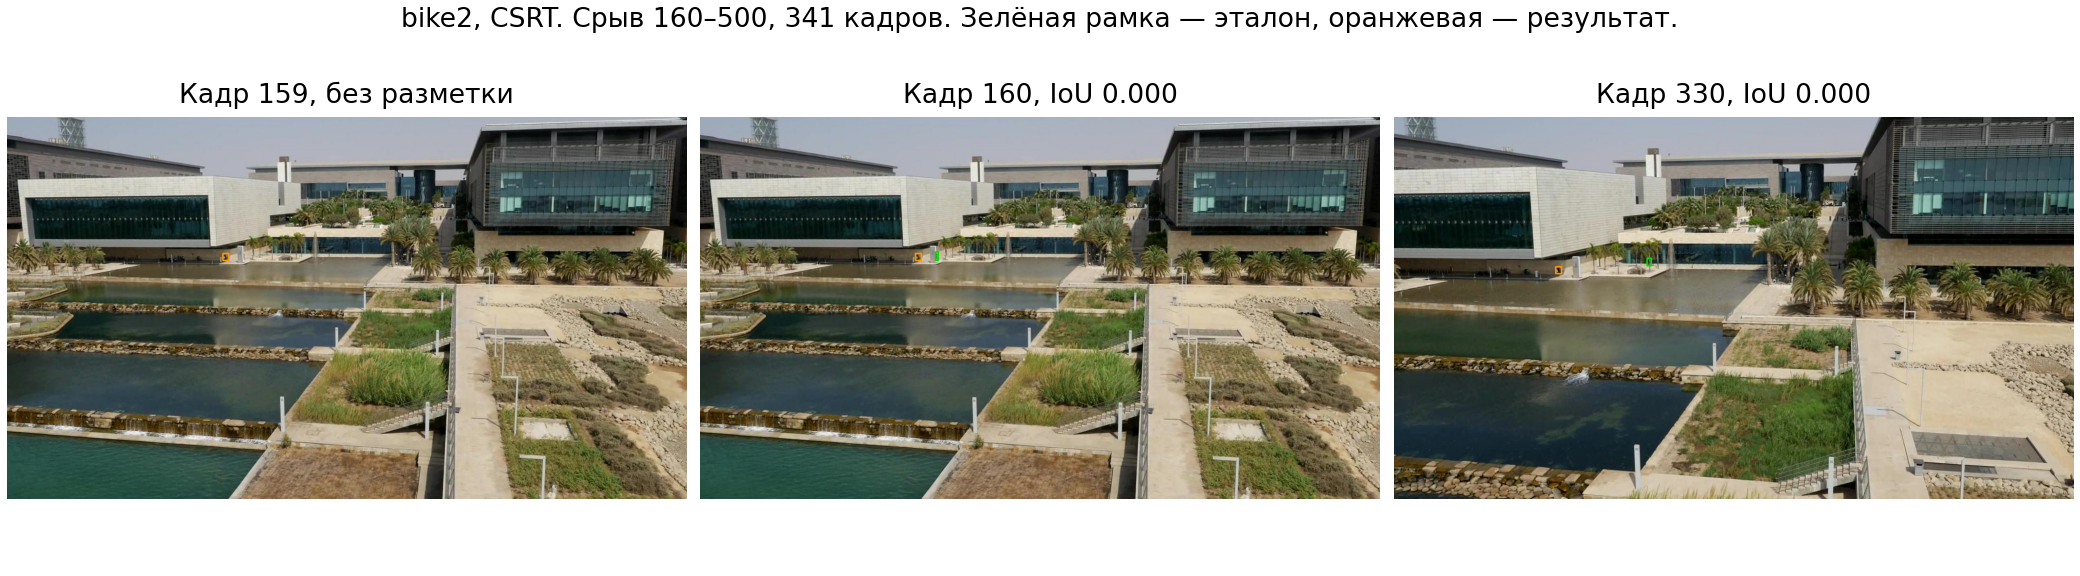 bike2, CSRT. Срыв 160–500, 341 кадров. Зелёная рамка — эталон, оранжевая — результат.
Кадр 159, без разметки
Кадр 160, IoU 0.000
Кадр 330, IoU 0.000